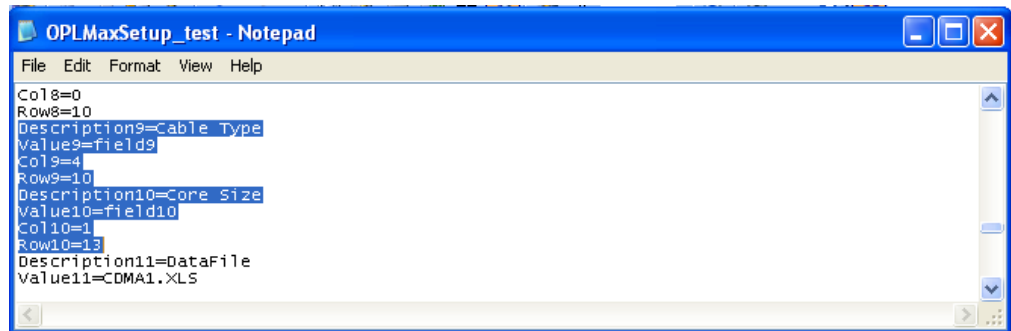 OPLMaxSetup_test - Notepad
File Edit Format View Help
Col8=0
Row8=10
Description9=Cable Type
Value9=field9
Col9=4
Row9=10
Description10=Core Size
Value10=field10
Col10=1
Row10=13
Description11=DataFile
Value11=CDMA1.XLS